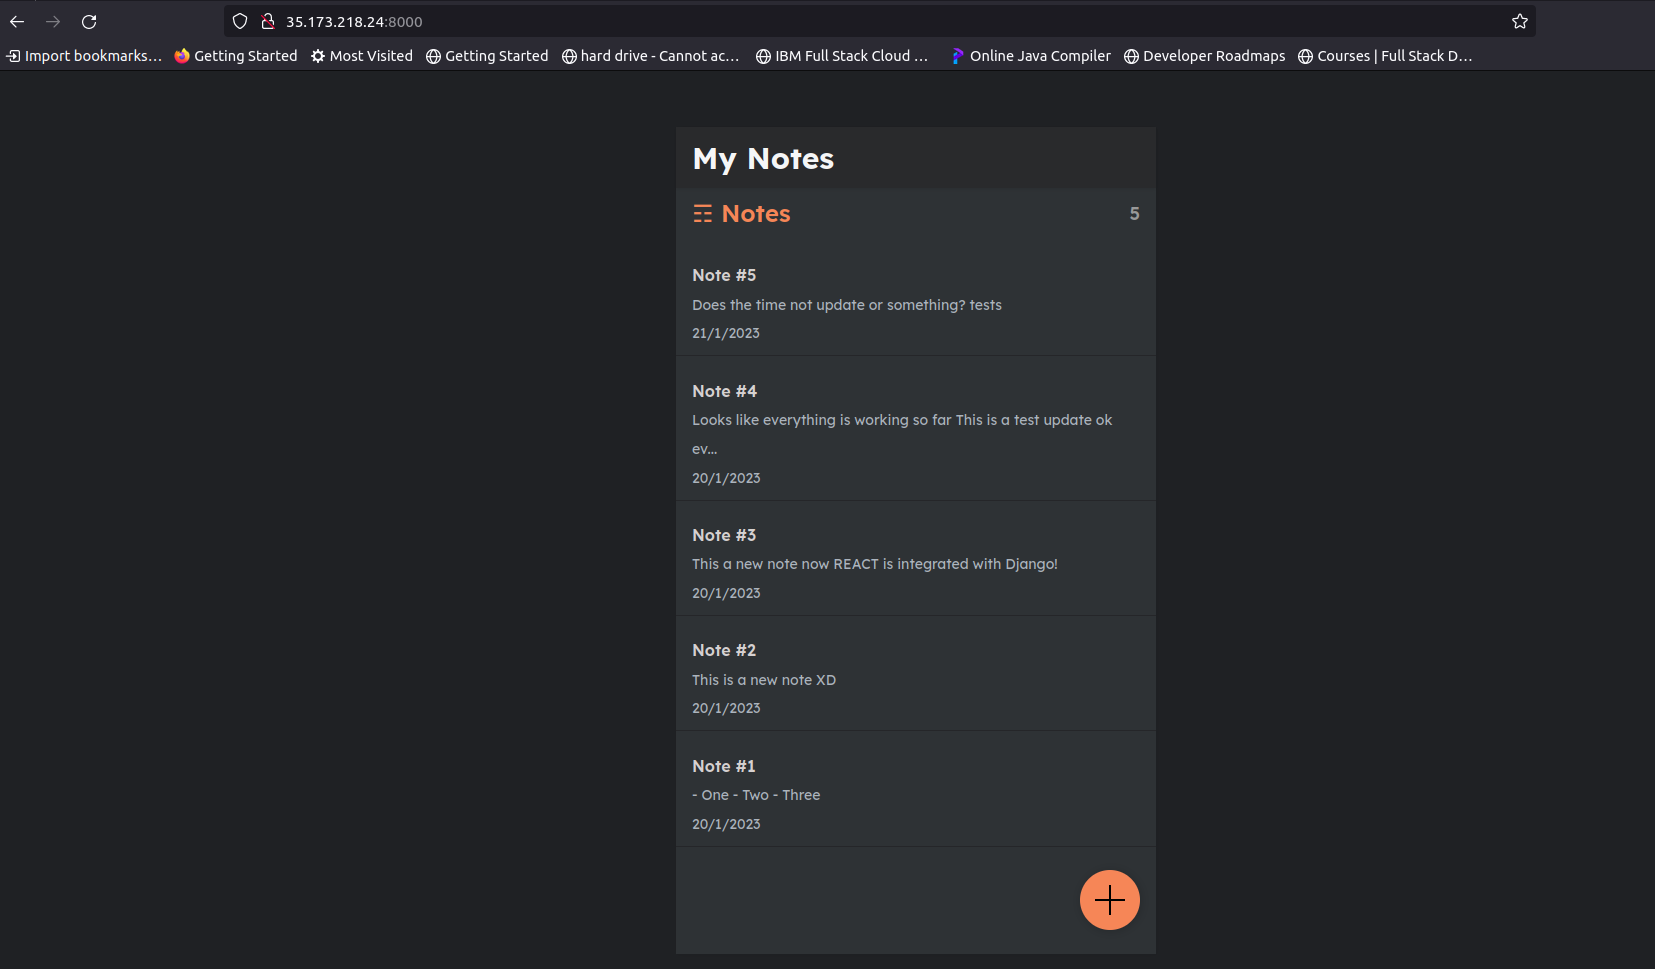 35.173.218.24:8000
Import bookmarks... Getting Started Most Visited Getting Started hard drive - Cannot ac... IBM Full Stack Cloud ... Online Java Compiler Developer Roadmaps Courses | Full Stack D...
My Notes
☶ Notes 5
Note #5
Does the time not update or something? tests
21/1/2023
Note #4
Looks like everything is working so far This is a test update ok
ev...
20/1/2023
Note #3
This a new note now REACT is integrated with Django!
20/1/2023
Note #2
This is a new note XD
20/1/2023
Note #1
- One - Two - Three
20/1/2023